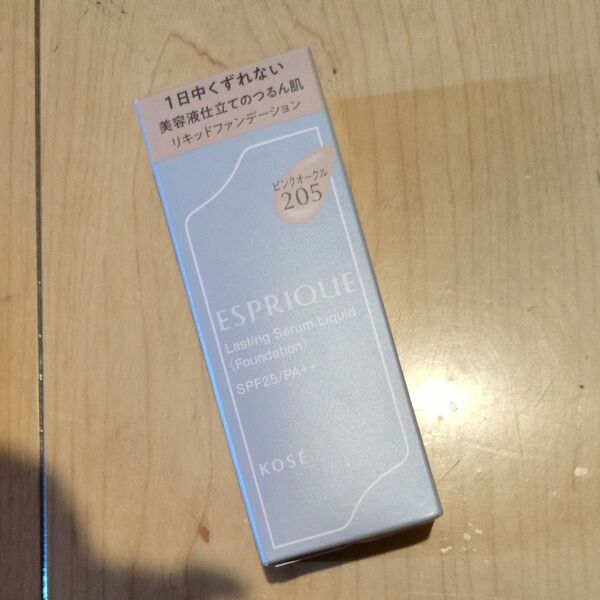 1日中くずれない
美容液仕立てのつるん肌
リキッドファンデーション
ピンクオークル
205
ESPRIQUE
Lasting Serum Liquid
〈Foundation〉
SPF25/PA++
KOSÉ